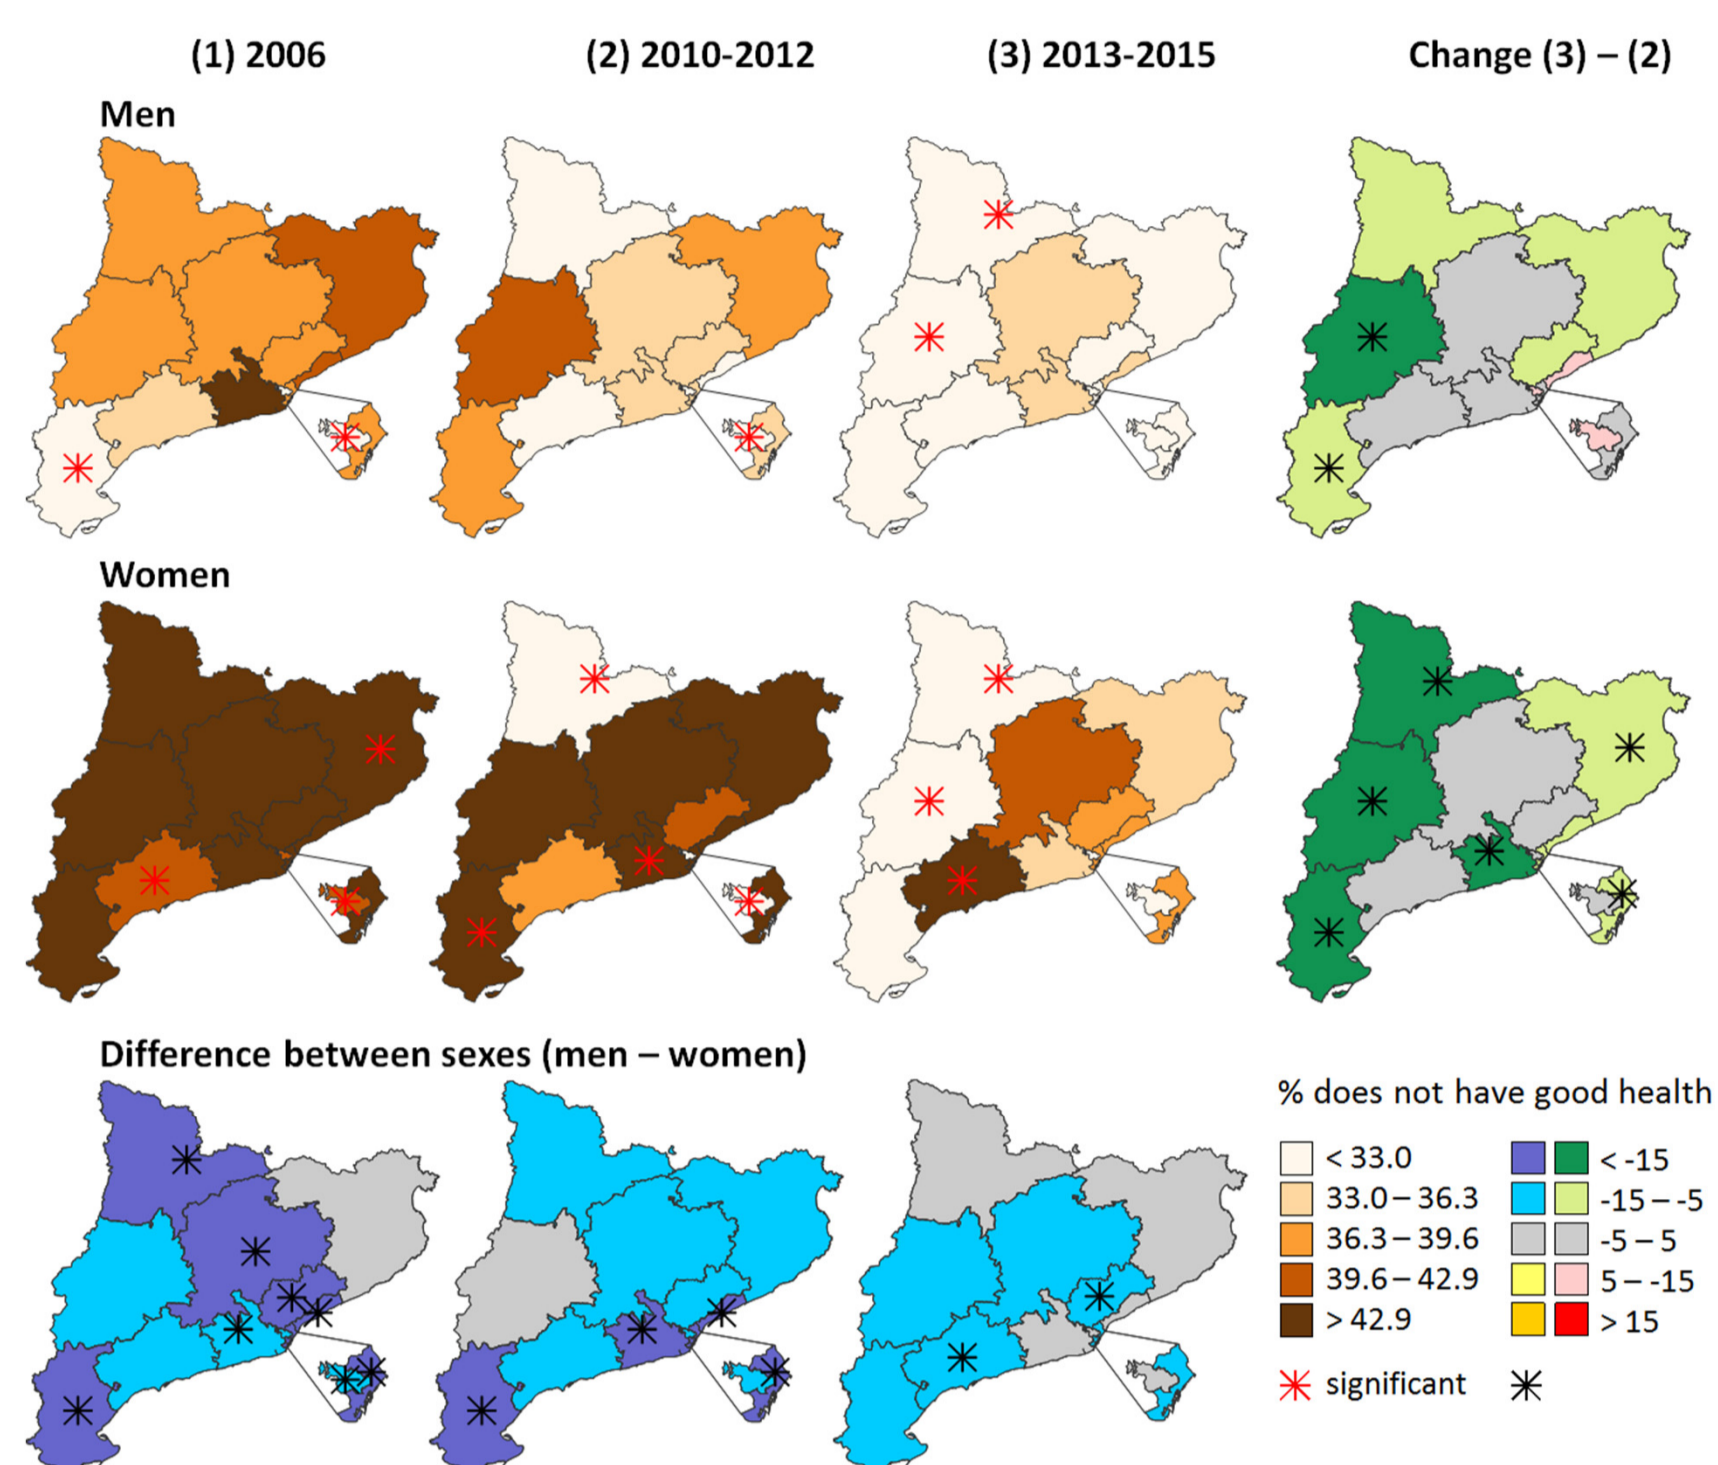 (1) 2006 (2) 2010-2012 (3) 2013-2015 Change (3) – (2)
Men
Women
Difference between sexes (men – women)
% does not have good health
< 33.0 < -15
33.0 – 36.3 -15 – -5
36.3 – 39.6 -5 – 5
39.6 – 42.9 5 – -15
> 42.9 > 15
significant